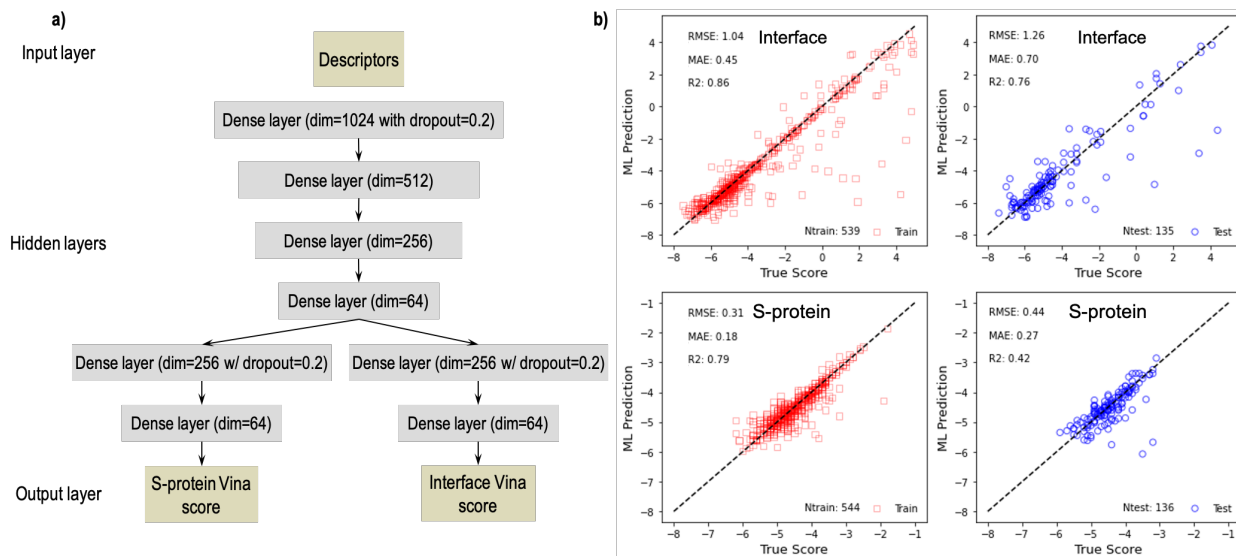 a)
Input layer
Descriptors
Dense layer (dim=1024 with dropout=0.2)
Dense layer (dim=512)
Hidden layers
Dense layer (dim=256)
Dense layer (dim=64)
Dense layer (dim=256 w/ dropout=0.2)
Dense layer (dim=256 w/ dropout=0.2)
Dense layer (dim=64)
Dense layer (dim=64)
Output layer
S-protein Vina
score
Interface Vina
score
b)
Interface
RMSE: 1.04
MAE: 0.45
R2: 0.86
ML Prediction
4
2
0
−2
−4
−6
−8
Ntrain: 539
Train
−8 −6 −4 −2 0 2 4
True Score
Interface
RMSE: 1.26
MAE: 0.70
R2: 0.76
ML Prediction
4
2
0
−2
−4
−6
−8
Ntest: 135
Test
−8 −6 −4 −2 0 2 4
True Score
S-protein
RMSE: 0.31
MAE: 0.18
R2: 0.79
ML Prediction
−1
−2
−3
−4
−5
−6
−7
−8
Ntrain: 544
Train
−8 −7 −6 −5 −4 −3 −2 −1
True Score
S-protein
RMSE: 0.44
MAE: 0.27
R2: 0.42
ML Prediction
−1
−2
−3
−4
−5
−6
−7
−8
Ntest: 136
Test
−8 −7 −6 −5 −4 −3 −2 −1
True Score